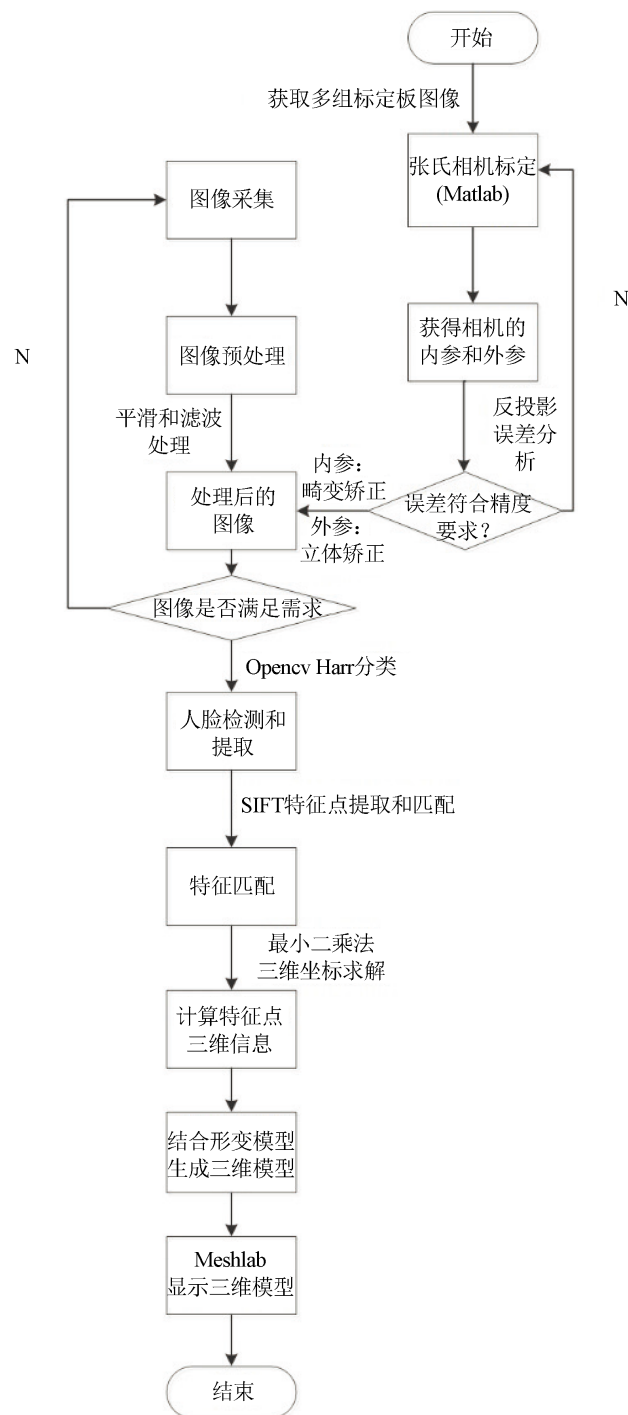 开始
获取多组标定板图像
张氏相机标定
(Matlab)
图像采集
N
获得相机的
内参和外参
N
图像预处理
反投影
误差分
析
平滑和滤波
处理
内参：
畸变矫正
误差符合精度
要求？
处理后的
图像
外参：
立体矫正
图像是否满足需求
Opencv Harr分类
人脸检测和
提取
SIFT特征点提取和匹配
特征匹配
最小二乘法
三维坐标求解
计算特征点
三维信息
结合形变模型
生成三维模型
Meshlab
显示三维模型
结束